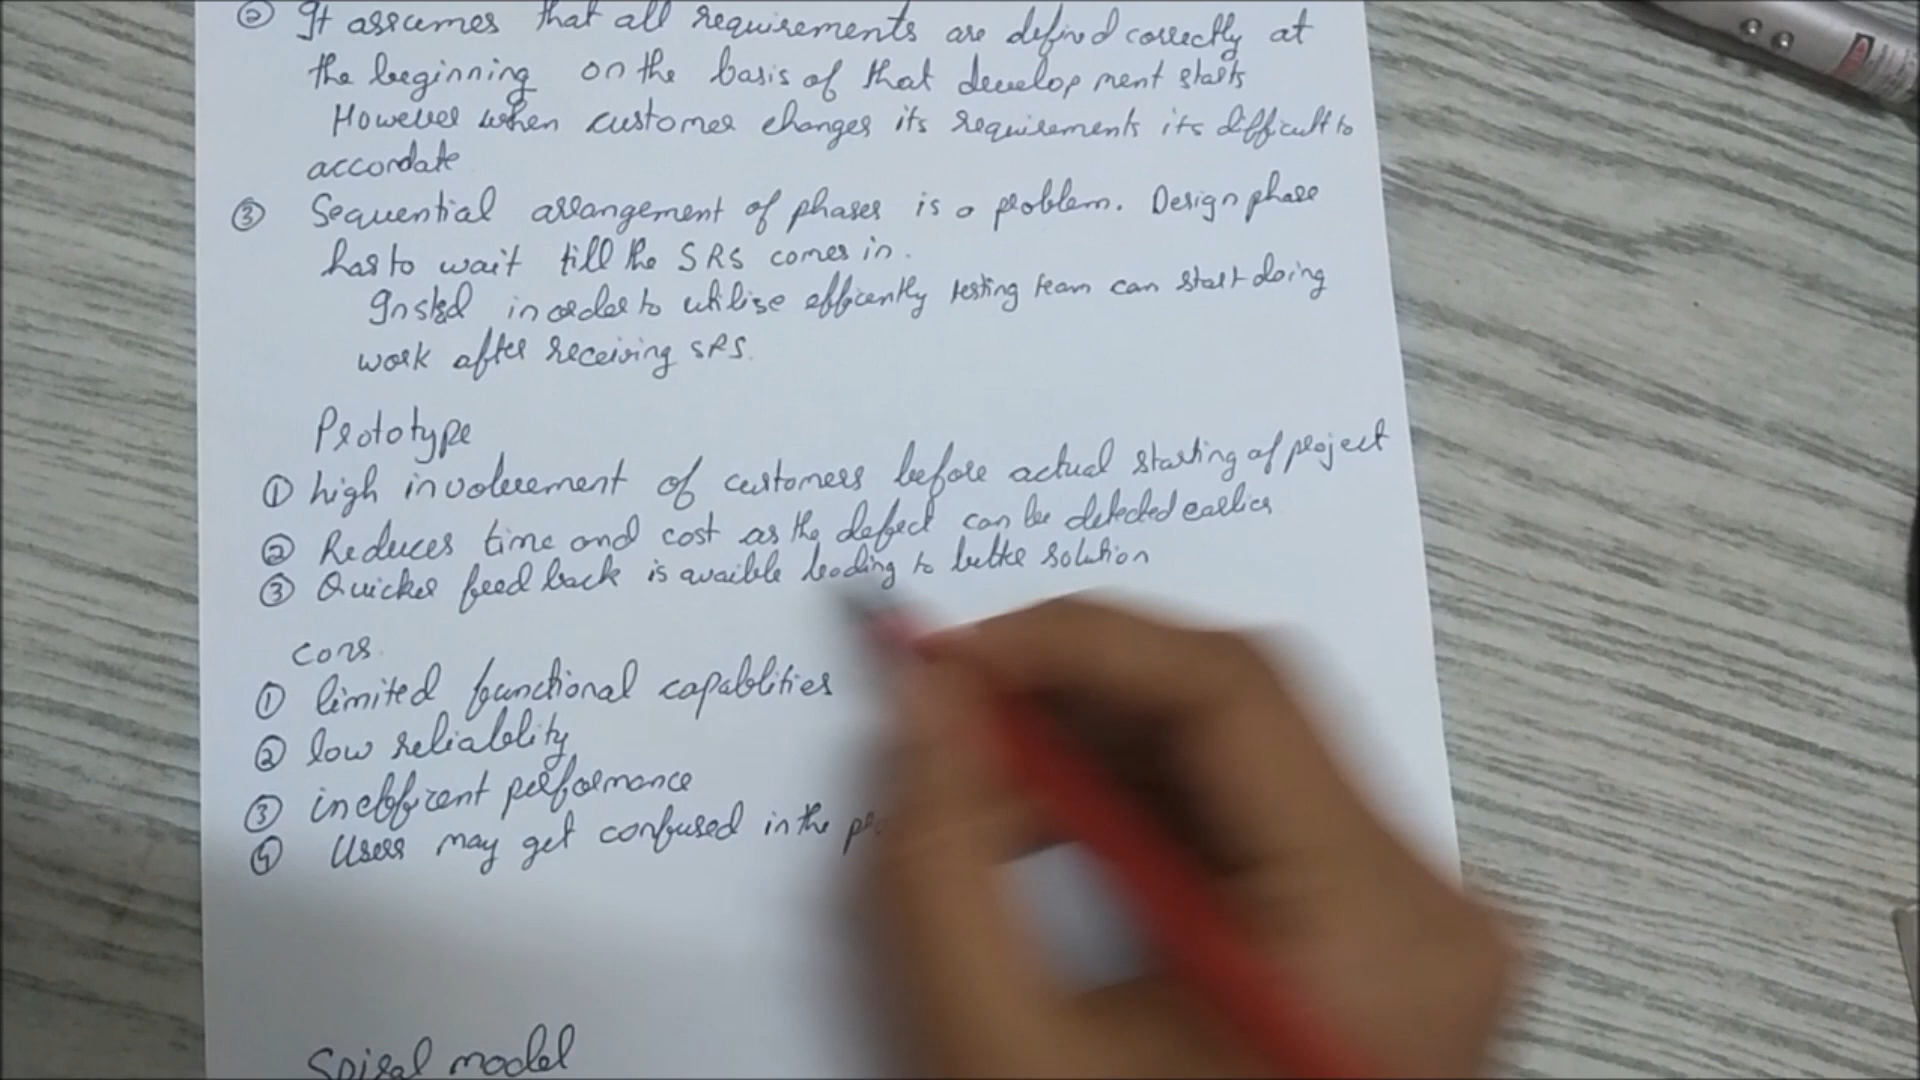 ② It assumes that all requirements are defined correctly at
the beginning on the basis of that develop ment starts
However when customer changes its requirements its difficult to
accordate
③ Sequential arrangement of phases is a problem. Design phase
has to wait till the SRS comes in.
Insted in order to utilise efficently testing team can start doing
work after receiving SRS.
Prototype
① high involvement of customers before actual starting of project
② Reduces time and cost as the defect can be detected earlier
③ Quicker feed back is avaible leading to bette solution
cons
① limited functional capablities
② low reliablity
③ inefficent performance
④ Users may get confused in the
Spiral model